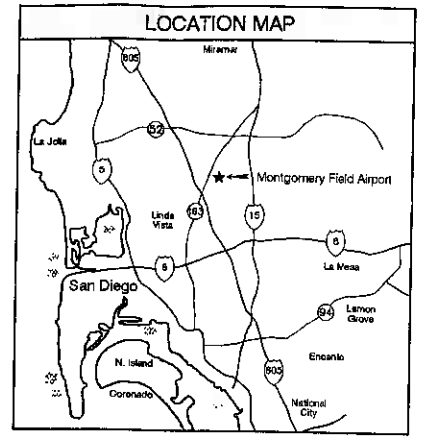 LOCATION MAP
Miramar
805
52
La Jolla
5
Montgomery Field Airport
163
Linda
Vista
15
8
La Mesa
8
San Diego
94
Lemon
Grove
N. Island
Encanto
805
Coronado
National
City